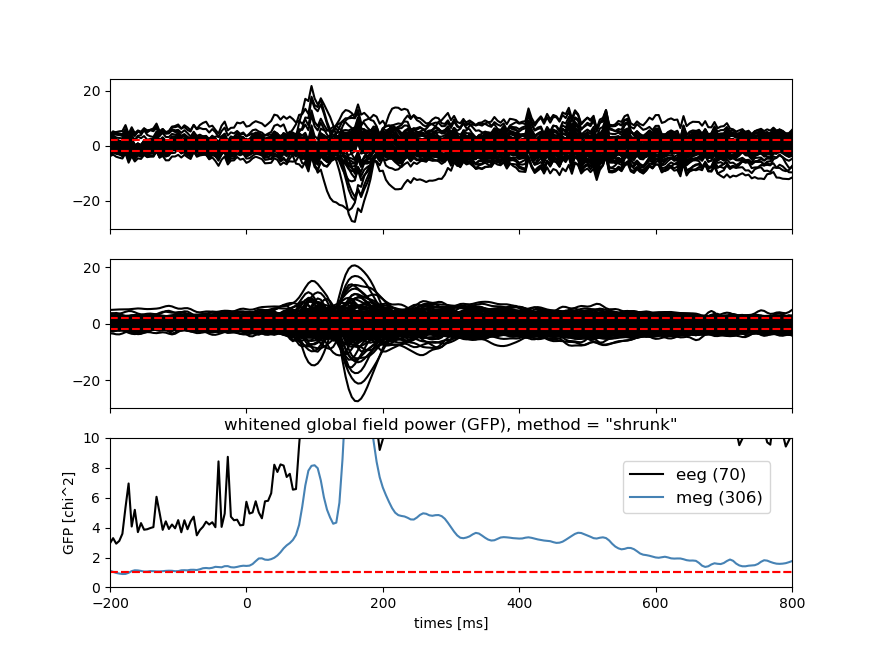 20
0
−20
20
0
−20
whitened global field power (GFP), method = "shrunk"
10
8
6
4
2
0
GFP [chi^2]
eeg (70)
meg (306)
−200 0 200 400 600 800
times [ms]